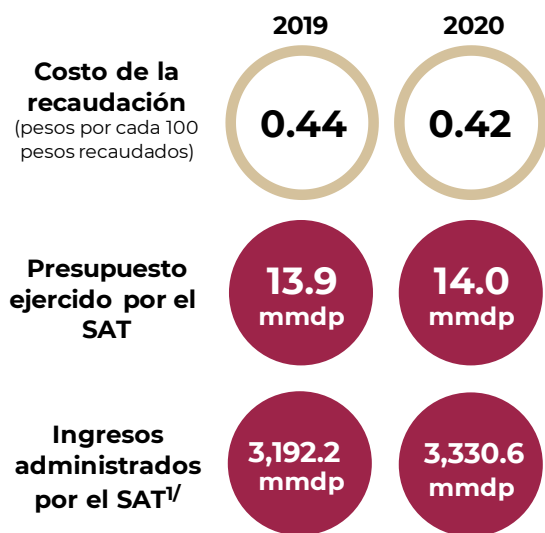 2019 2020
Costo de la
recaudación
(pesos por cada 100
pesos recaudados)
0.44 0.42
Presupuesto
ejercido por el
SAT
13.9
mmdp
14.0
mmdp
Ingresos
administrados
por el SAT1/
3,192.2
mmdp
3,330.6
mmdp